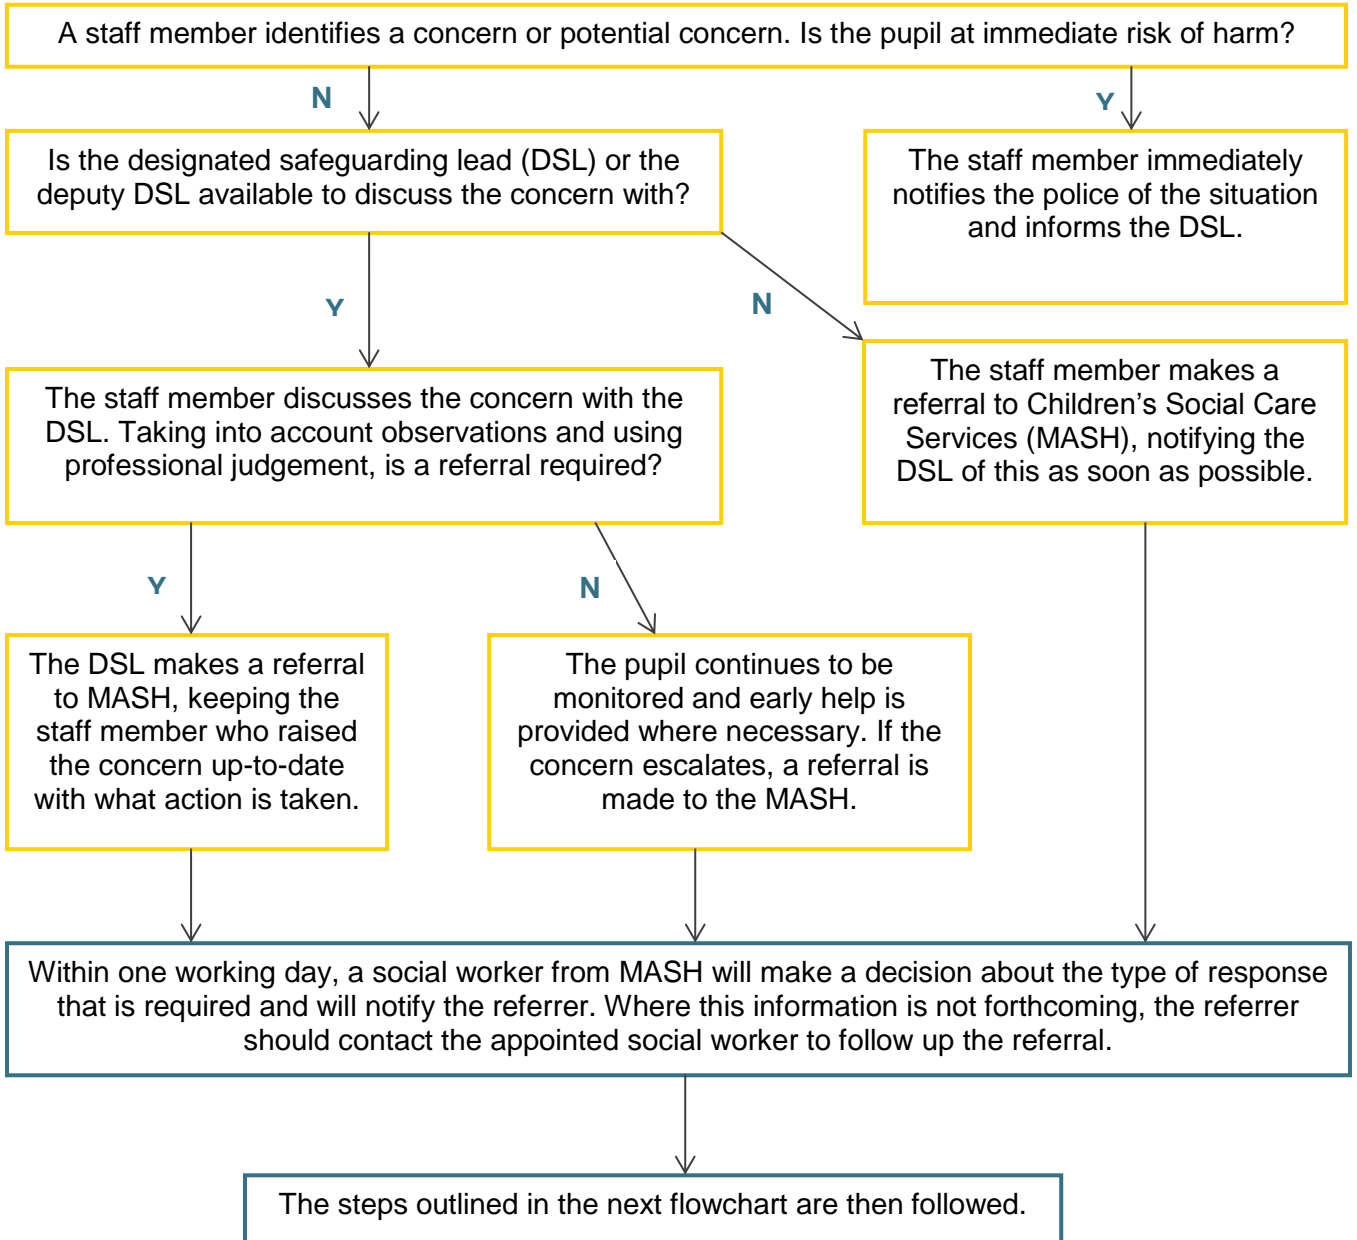 A staff member identifies a concern or potential concern. Is the pupil at immediate risk of harm?
N
Y
Is the designated safeguarding lead (DSL) or the
deputy DSL available to discuss the concern with?
The staff member immediately
notifies the police of the situation
and informs the DSL.
Y
N
The staff member discusses the concern with the
DSL. Taking into account observations and using
professional judgement, is a referral required?
The staff member makes a
referral to Children’s Social Care
Services (MASH), notifying the
DSL of this as soon as possible.
Y
N
The DSL makes a referral
to MASH, keeping the
staff member who raised
the concern up-to-date
with what action is taken.
The pupil continues to be
monitored and early help is
provided where necessary. If the
concern escalates, a referral is
made to the MASH.
Within one working day, a social worker from MASH will make a decision about the type of response
that is required and will notify the referrer. Where this information is not forthcoming, the referrer
should contact the appointed social worker to follow up the referral.
The steps outlined in the next flowchart are then followed.